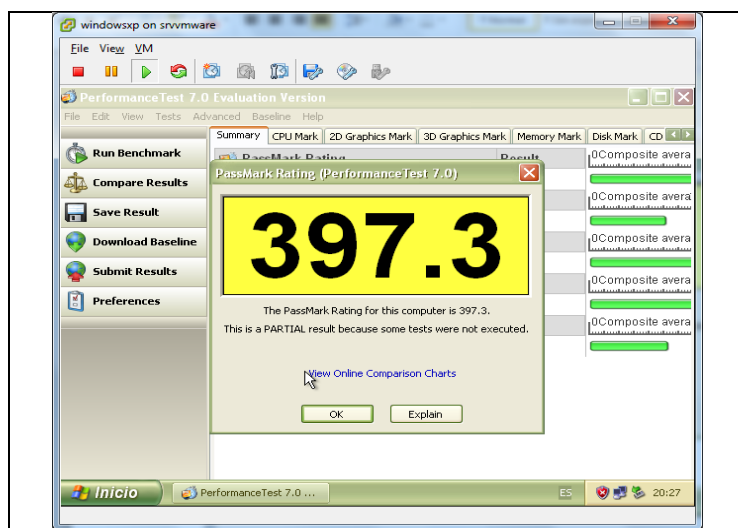 windowsxp on srvvmware
File View VM
PerformanceTest 7.0 Evaluation Version
File Edit View Tests Advanced Baseline Help
Summary CPU Mark 2D Graphics Mark 3D Graphics Mark Memory Mark Disk Mark CD
Run Benchmark
Compare Results
Save Result
Download Baseline
Submit Results
Preferences
PassMark Rating Result
0Composite avera
0Composite avera
0Composite avera
0Composite avera
0Composite avera
PassMark Rating (PerformanceTest 7.0)
397.3
The PassMark Rating for this computer is 397.3.
This is a PARTIAL result because some tests were not executed.
View Online Comparison Charts
OK Explain
Inicio PerformanceTest 7.0 ... ES 20:27